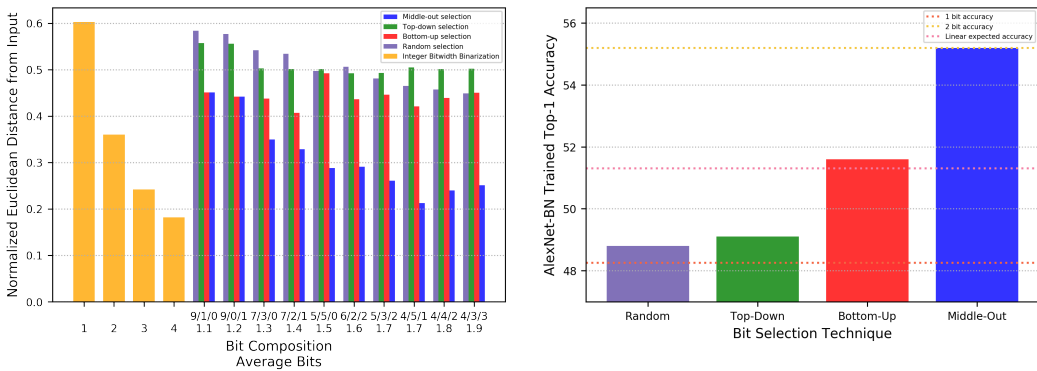 Normalized Euclidean Distance from Input
0.6
0.5
0.4
0.3
0.2
0.1
0.0
Middle-out selection
Top-down selection
Bottom-up selection
Random selection
Integer Bitwidth Binarization
9/1/0 9/0/1 7/3/0 7/2/1 5/5/0 6/2/2 5/3/2 4/5/1 4/4/2 4/3/3
1 2 3 4 1.1 1.2 1.3 1.4 1.5 1.6 1.7 1.7 1.8 1.9
Bit Composition
Average Bits
AlexNet-BN Trained Top-1 Accuracy
56
54
52
50
48
1 bit accuracy
2 bit accuracy
Linear expected accuracy
Random Top-Down Bottom-Up Middle-Out
Bit Selection Technique